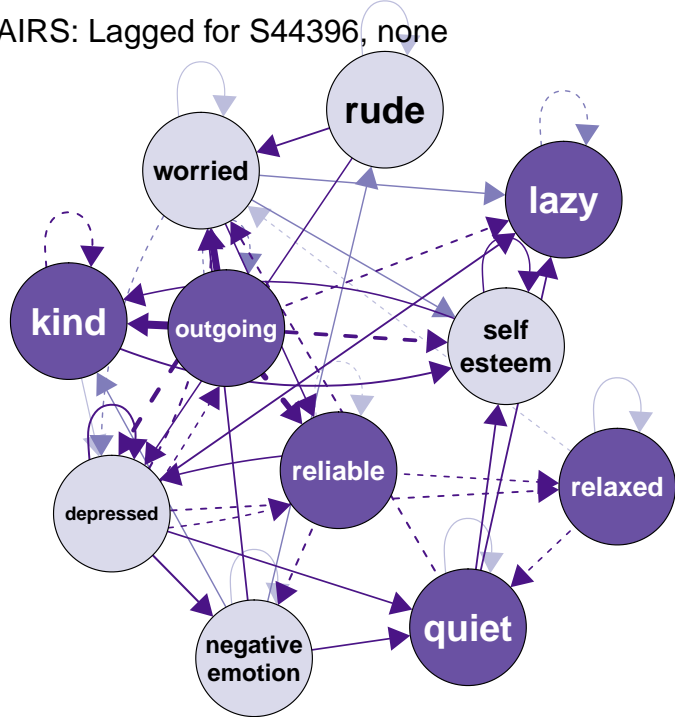 AIRS: Lagged for S44396, none
rude
worried
lazy
kind
outgoing
self
esteem
reliable
relaxed
depressed
quiet
negative
emotion